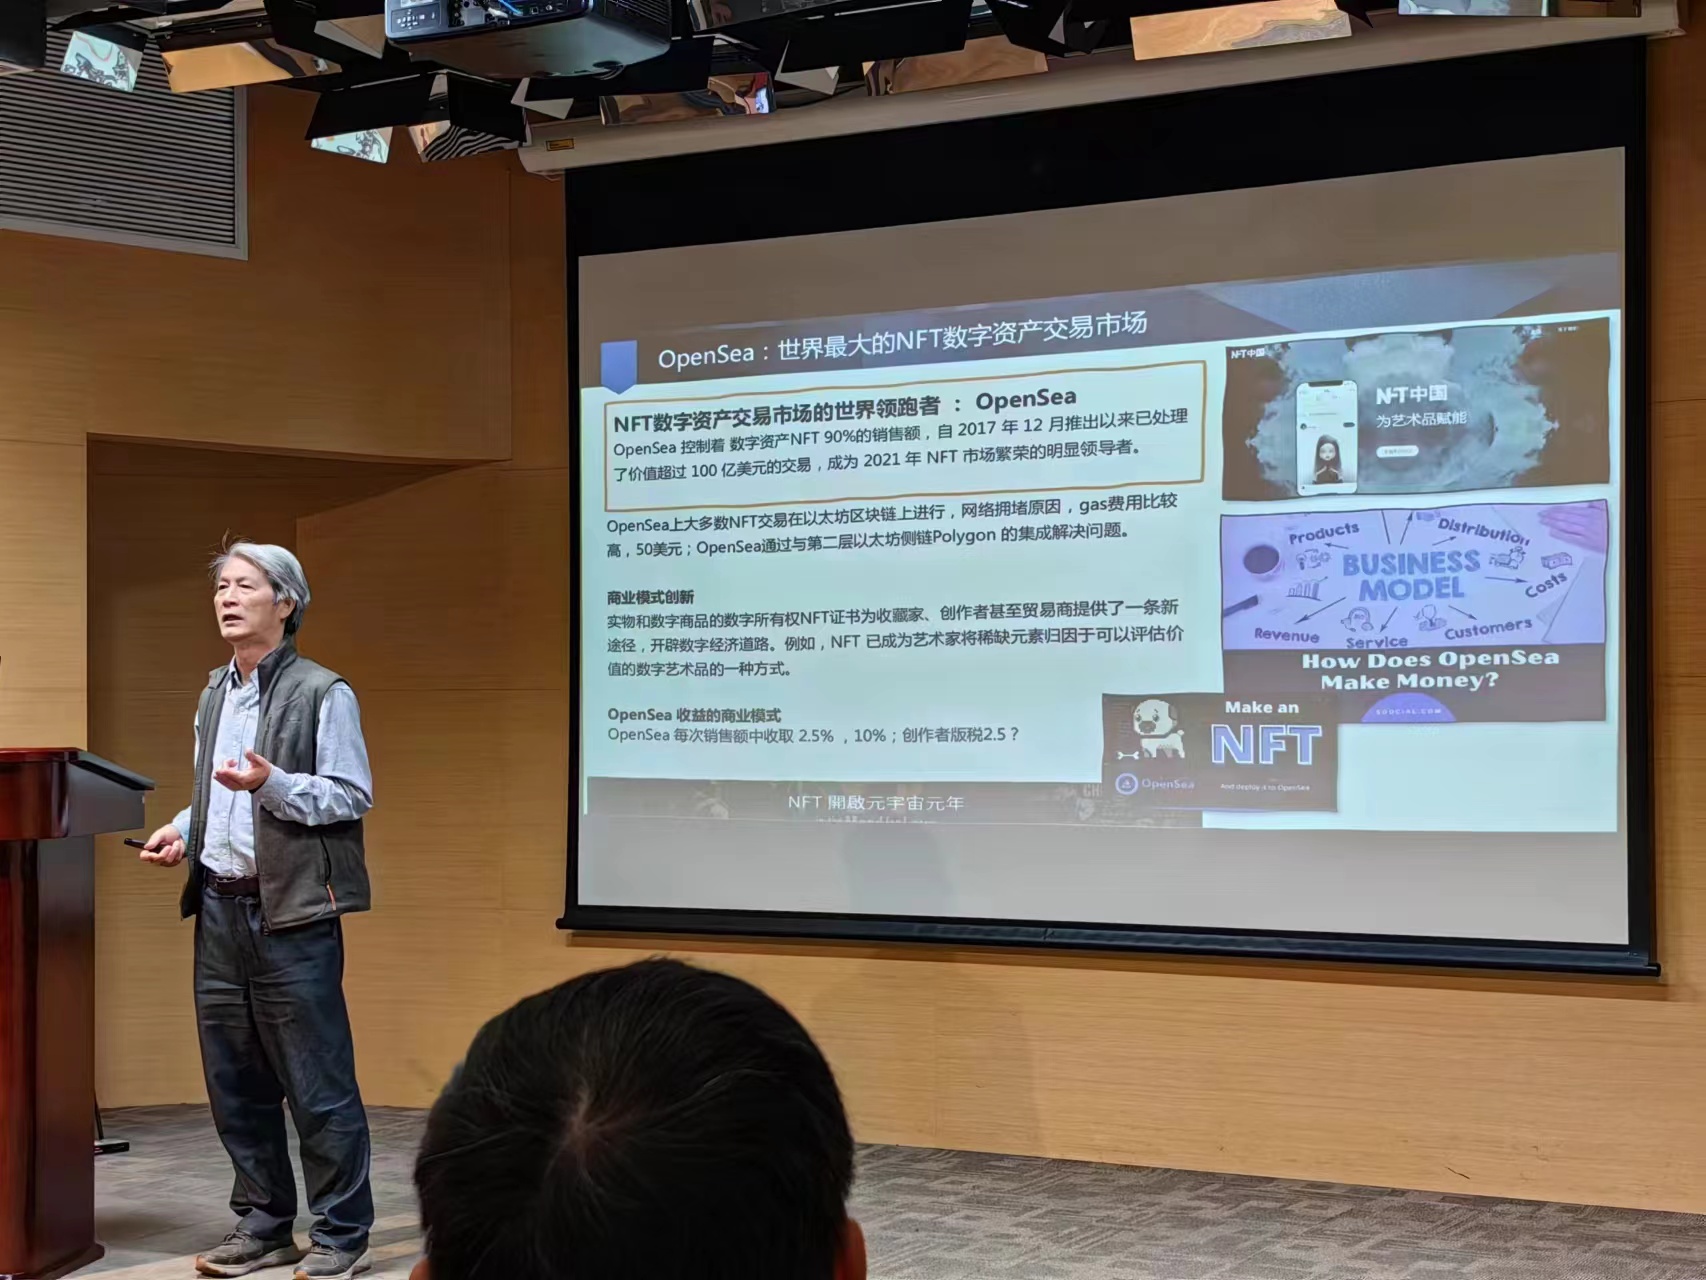 OpenSea：世界最大的NFT数字资产交易市场
NFT数字资产交易市场的世界领跑者 ： OpenSea
OpenSea 控制着 数字资产NFT 90%的销售额，自 2017 年 12 月推出以来已处理
了价值超过 100 亿美元的交易，成为 2021 年 NFT 市场繁荣的明显领导者。
OpenSea上大多数NFT交易在以太坊区块链上进行，网络拥堵原因，gas费用比较
高，50美元；OpenSea通过与第二层以太坊侧链Polygon 的集成解决问题。
商业模式创新
实物和数字商品的数字所有权NFT证书为收藏家、创作者甚至贸易商提供了一条新
途径，开辟数字经济道路。例如，NFT 已成为艺术家将稀缺元素归因于可以评估价
值的数字艺术品的一种方式。
OpenSea 收益的商业模式
OpenSea 每次销售额中收取 2.5% ，10%；创作者版税2.5？
NFT 開啟元宇宙元年
NFT中国
NFT中国
为艺术品赋能
Products
Distribution
BUSINESS
MODEL
Costs
Revenue
Service
Customers
How Does OpenSea
Make Money?
Make an
NFT
OpenSea
And deploy it to OpenSea